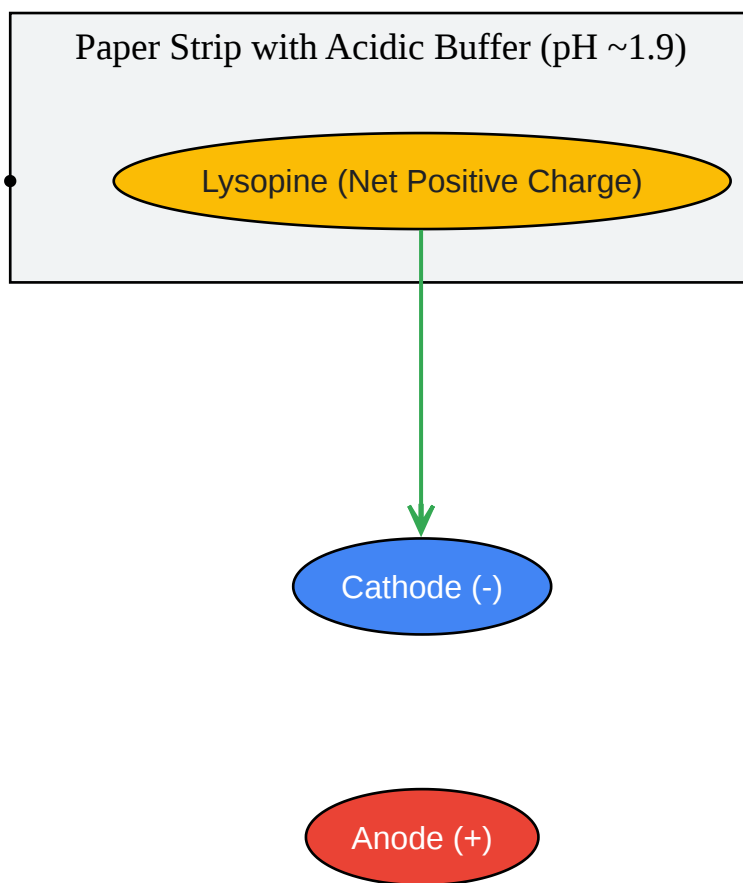 Paper Strip with Acidic Buffer (pH ~1.9)
Lysopine (Net Positive Charge)
Cathode (-)
Anode (+)